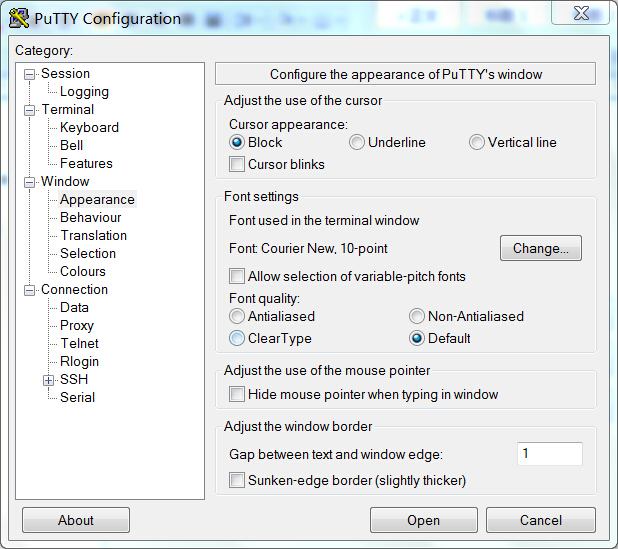 PuTTY Configuration
Category:
Session
Logging
Terminal
Keyboard
Bell
Features
Window
Appearance
Behaviour
Translation
Selection
Colours
Connection
Data
Proxy
Telnet
Rlogin
SSH
Serial
Configure the appearance of PuTTY's window
Adjust the use of the cursor
Cursor appearance:
Block Underline Vertical line
Cursor blinks
Font settings
Font used in the terminal window
Font: Courier New, 10-point Change...
Allow selection of variable-pitch fonts
Font quality:
Antialiased Non-Antialiased
ClearType Default
Adjust the use of the mouse pointer
Hide mouse pointer when typing in window
Adjust the window border
Gap between text and window edge: 1
Sunken-edge border (slightly thicker)
About Open Cancel